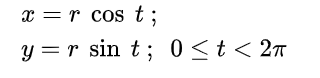 x = r cos t ;
y = r sin t ; 0 ≤ t < 2π